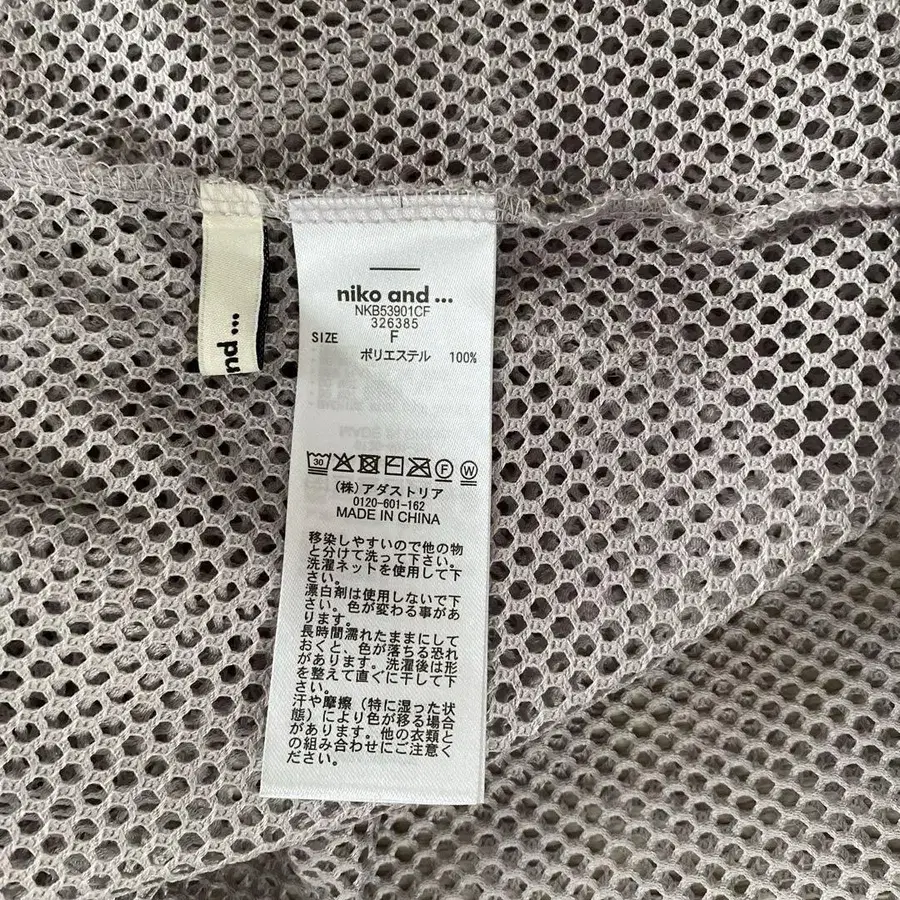 niko and ...
NKB53901CF
326385
SIZE F
ポリエステル 100%
30
F W
(株)アダストリア
0120-601-162
MADE IN CHINA
移染しやすいので他の物
と分けて洗って下さい。
洗濯ネットを使用して下
さい。
漂白剤は使用しないで下
さい。色が変わる事があ
ります。
長時間濡れたままにして
おくと、色が落ちる恐れ
があります。洗濯後は形
を整えて直ぐに干して下
さい。
汗や摩擦(特に湿った状
態)により色が移る場合
があります。他の衣類と
の組み合わせにご注意く
ださい。